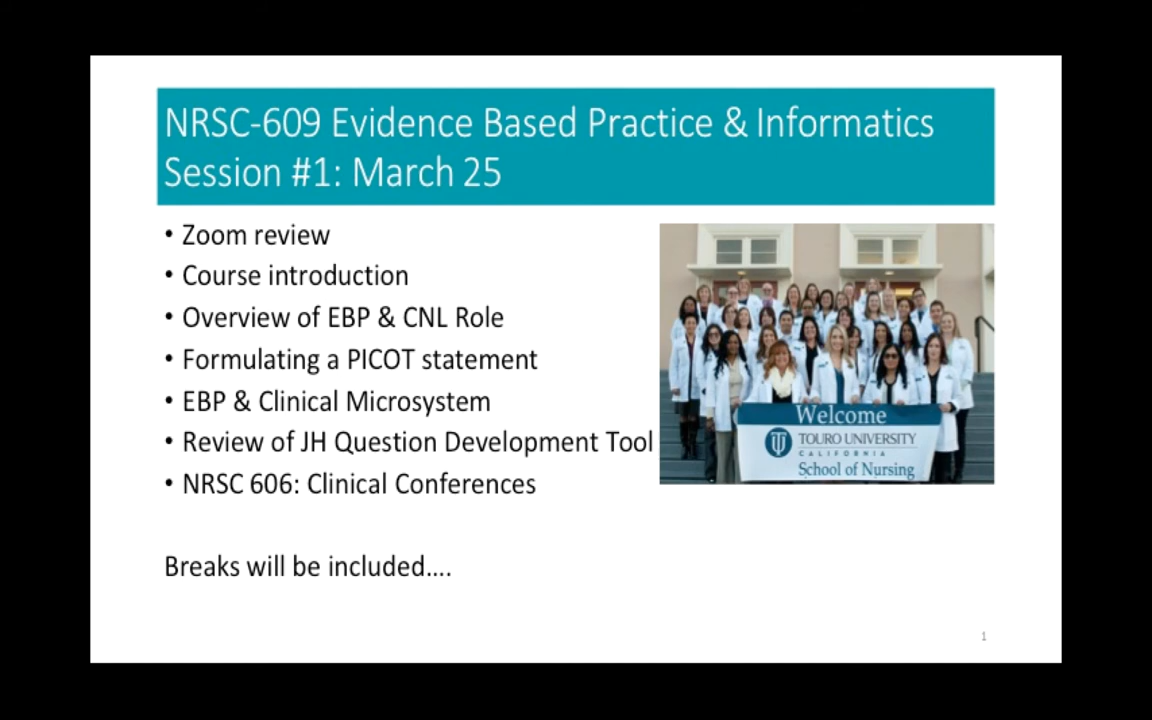 NRSC-609 Evidence Based Practice & Informatics
Session #1: March 25
• Zoom review
• Course introduction
• Overview of EBP & CNL Role
• Formulating a PICOT statement
• EBP & Clinical Microsystem
• Review of JH Question Development Tool
• NRSC 606: Clinical Conferences
Breaks will be included....
Welcome
TOURO UNIVERSITY
CALIFORNIA
School of Nursing
1